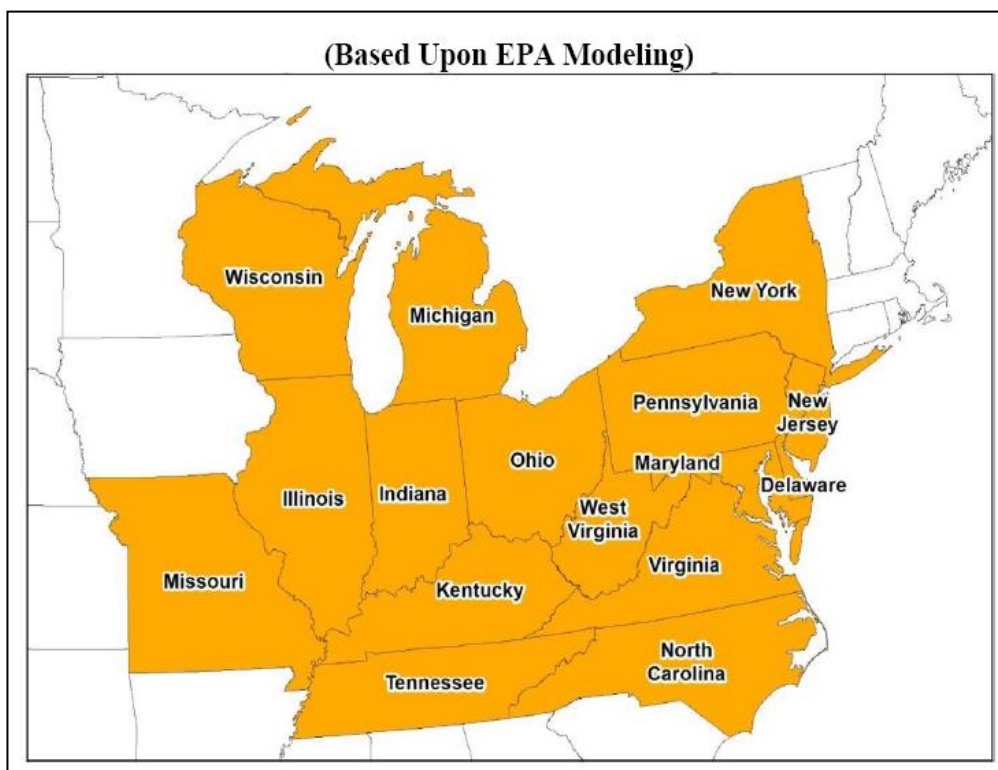 (Based Upon EPA Modeling)
Wisconsin
Michigan
New York
Pennsylvania
New
Jersey
Ohio
Maryland
Delaware
Illinois
Indiana
West
Virginia
Virginia
Missouri
Kentucky
North
Carolina
Tennessee